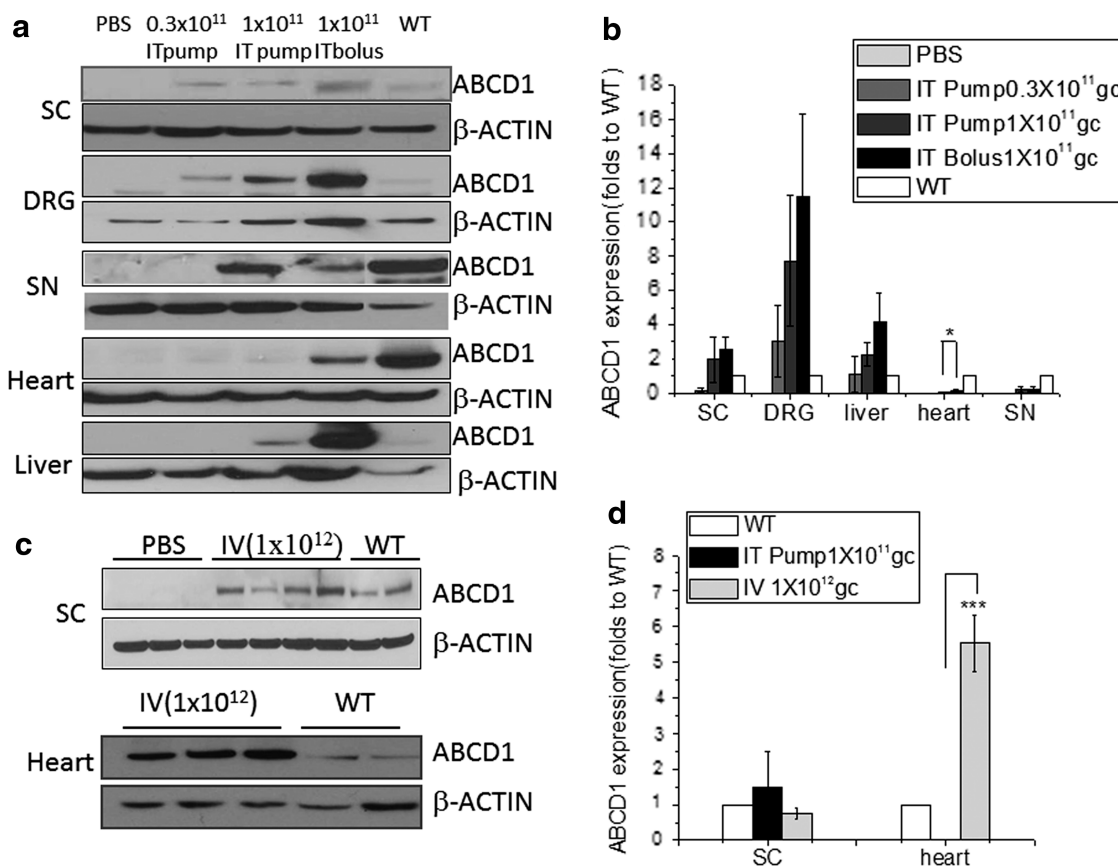 a
PBS 0.3x10¹¹ 1x10¹¹ 1x10¹¹ WT
ITpump IT pump ITbolus
SC
ABCD1
β-ACTIN
DRG
ABCD1
β-ACTIN
SN
ABCD1
β-ACTIN
Heart
ABCD1
β-ACTIN
Liver
ABCD1
β-ACTIN
b
PBS
IT Pump0.3X10¹¹gc
IT Pump1X10¹¹gc
IT Bolus1X10¹¹gc
WT
ABCD1 expression(folds to WT)
18
16
14
12
10
8
6
4
2
0
*
SC DRG liver heart SN
c
PBS IV(1x10¹²) WT
SC
ABCD1
β-ACTIN
IV(1x10¹²) WT
Heart
ABCD1
β-ACTIN
d
WT
IT Pump1X10¹¹gc
IV 1X10¹²gc
ABCD1 expression(folds to WT)
8
7
6
5
4
3
2
1
0
***
SC heart